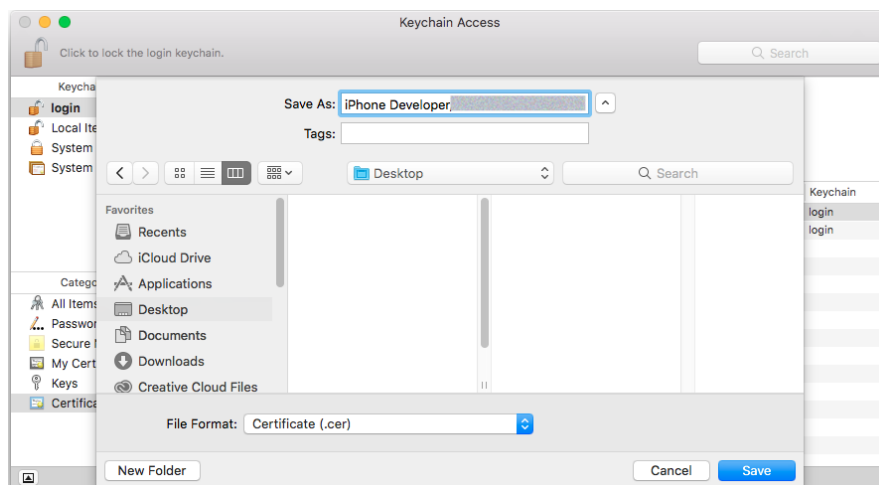 Keychain Access
Click to lock the login keychain.
Search
Keycha
login
Local Ite
System
System
Save As: iPhone Developer,
Tags:
Desktop
Search
Favorites
Recents
iCloud Drive
Applications
Desktop
Documents
Downloads
Creative Cloud Files
Keychain
login
login
Catego
All Items
Passwor
Secure N
My Cert
Keys
Certifica
File Format: Certificate (.cer)
New Folder
Cancel
Save